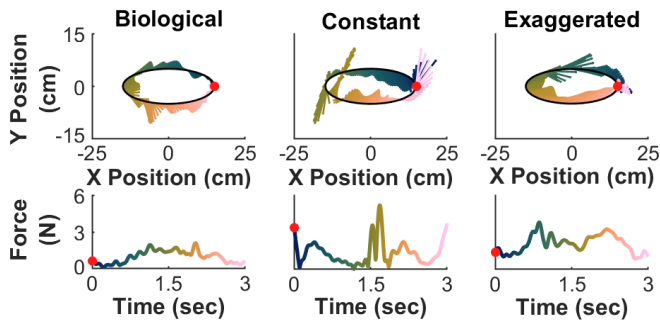 Biological Constant Exaggerated
Y Position
(cm)
15
0
-15
-25 0 25 -25 0 25 -25 0 25
X Position (cm) X Position (cm) X Position (cm)
Force
(N)
6
3
0
0 1.5 3 0 1.5 3 0 1.5 3
Time (sec) Time (sec) Time (sec)